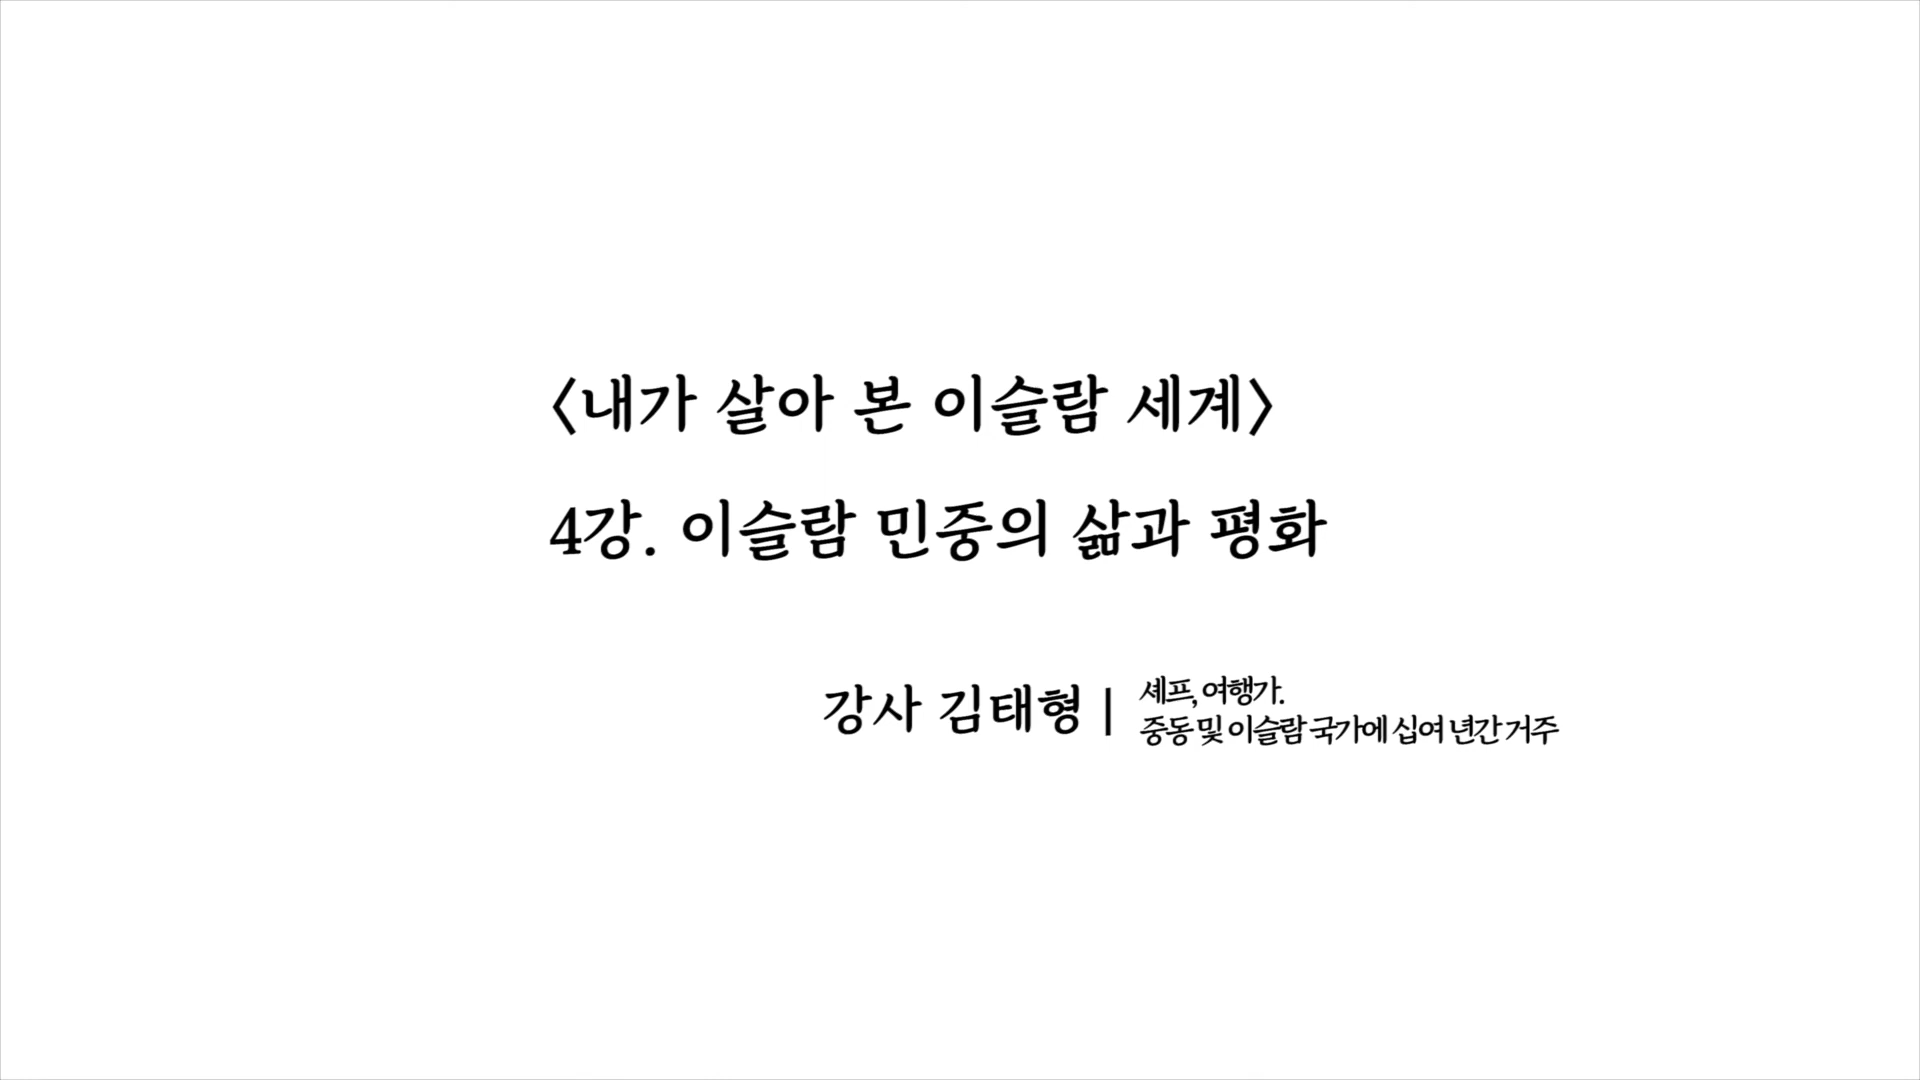 〈내가 살아 본 이슬람 세계〉
4강. 이슬람 민중의 삶과 평화
강사 김태형 |
셰프, 여행가.
중동 및 이슬람 국가에 십여 년간 거주